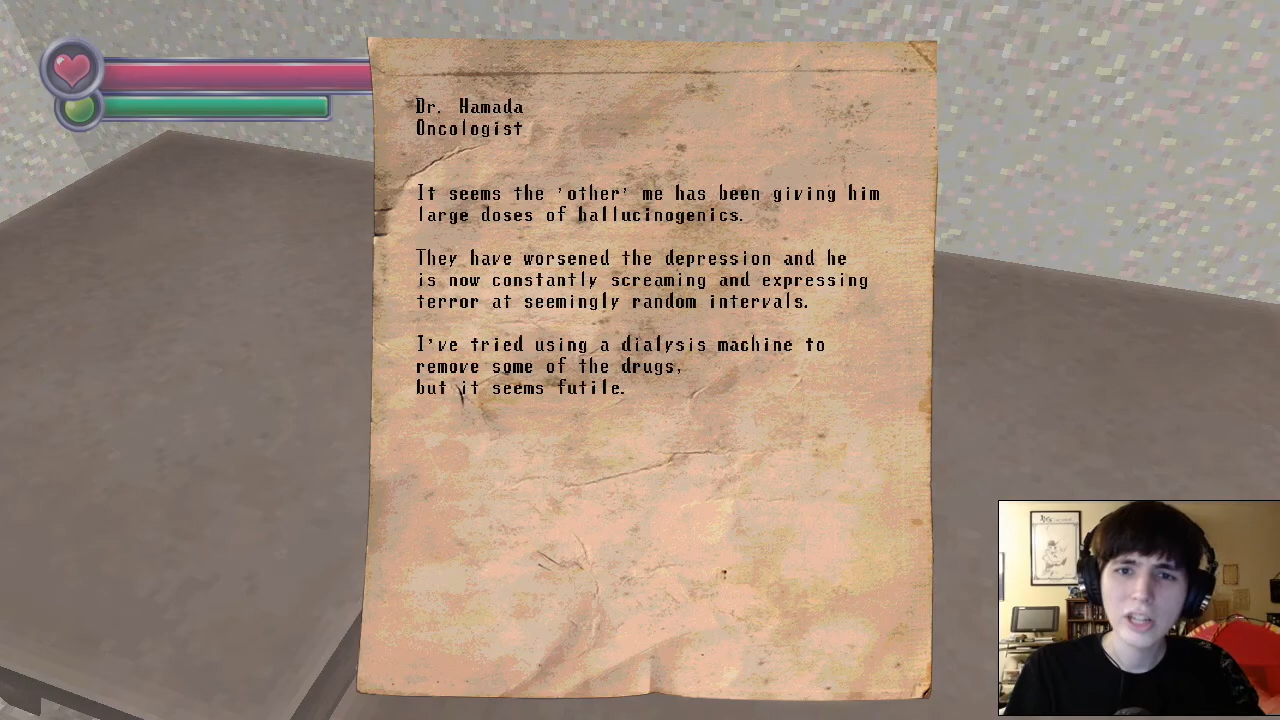 Dr. Hamada
Oncologist
It seems the 'other' me has been giving him
large doses of hallucinogenics.
They have worsened the depression and he
is now constantly screaming and expressing
terror at seemingly random intervals.
I've tried using a dialysis machine to
remove some of the drugs,
but it seems futile.